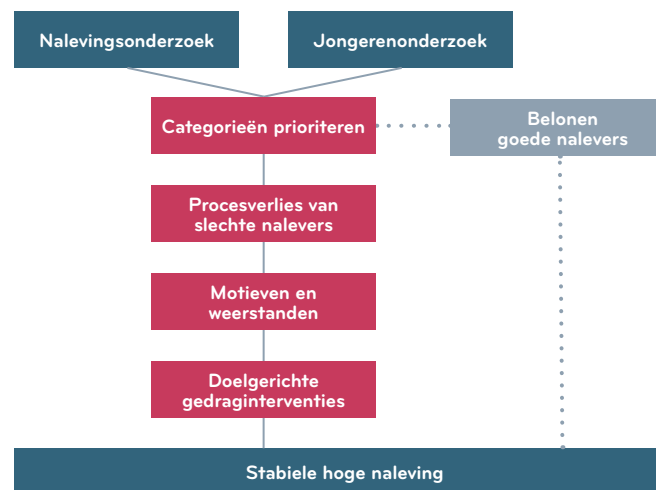 Nalevingsonderzoek
Jongerenonderzoek
Categorieën prioriteren
Belonen
goede nalevers
Procesverlies van
slechte nalevers
Motieven en
weerstanden
Doelgerichte
gedraginterventies
Stabiele hoge naleving